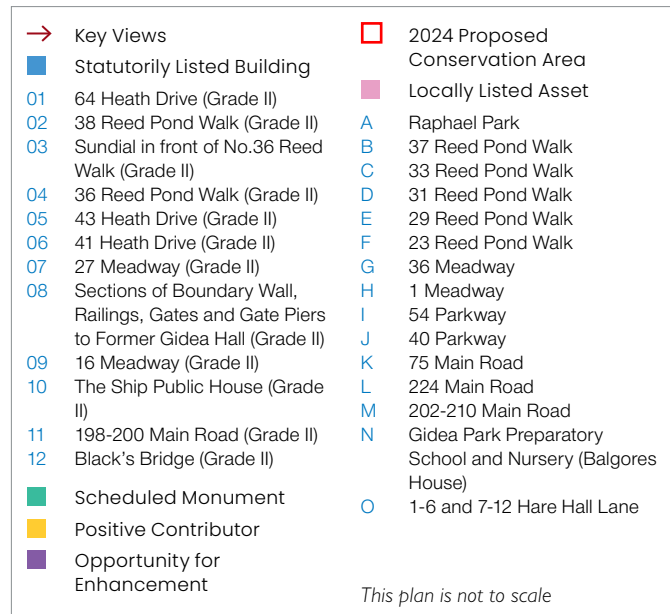 Key Views
Statutorily Listed Building
01 64 Heath Drive (Grade II)
02 38 Reed Pond Walk (Grade II)
03 Sundial in front of No.36 Reed
Walk (Grade II)
04 36 Reed Pond Walk (Grade II)
05 43 Heath Drive (Grade II)
06 41 Heath Drive (Grade II)
07 27 Meadway (Grade II)
08 Sections of Boundary Wall,
Railings, Gates and Gate Piers
to Former Gidea Hall (Grade II)
09 16 Meadway (Grade II)
10 The Ship Public House (Grade
II)
11 198-200 Main Road (Grade II)
12 Black's Bridge (Grade II)
Scheduled Monument
Positive Contributor
Opportunity for
Enhancement
2024 Proposed
Conservation Area
Locally Listed Asset
A Raphael Park
B 37 Reed Pond Walk
C 33 Reed Pond Walk
D 31 Reed Pond Walk
E 29 Reed Pond Walk
F 23 Reed Pond Walk
G 36 Meadway
H 1 Meadway
I 54 Parkway
J 40 Parkway
K 75 Main Road
L 224 Main Road
M 202-210 Main Road
N Gidea Park Preparatory
School and Nursery (Balgores
House)
O 1-6 and 7-12 Hare Hall Lane
This plan is not to scale